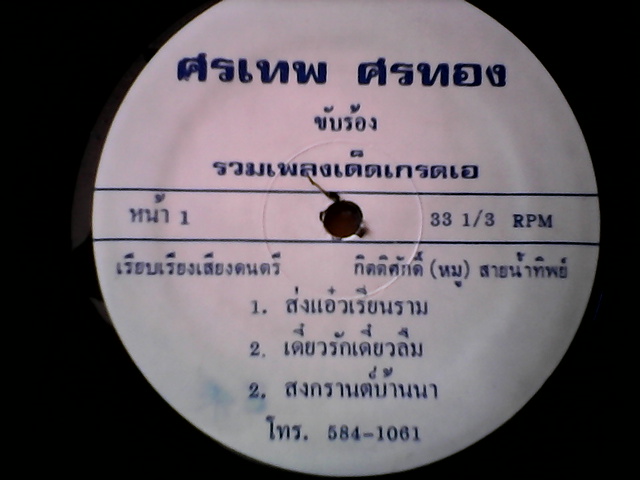 ศรเทพ ศรทอง
ขับร้อง
รวมเพลงเด็ดเกรดเอ
หน้า 1 33 1/3 RPM
เรียบเรียงเสียงดนตรี กิตติศักดิ์ (หมู) สายน้ำทิพย์
1. ส่งแอ๋วเรียนราม
2. เดี๋ยวรักเดี๋ยวลืม
2. สงกรานต์บ้านนา
โทร. 584-1061